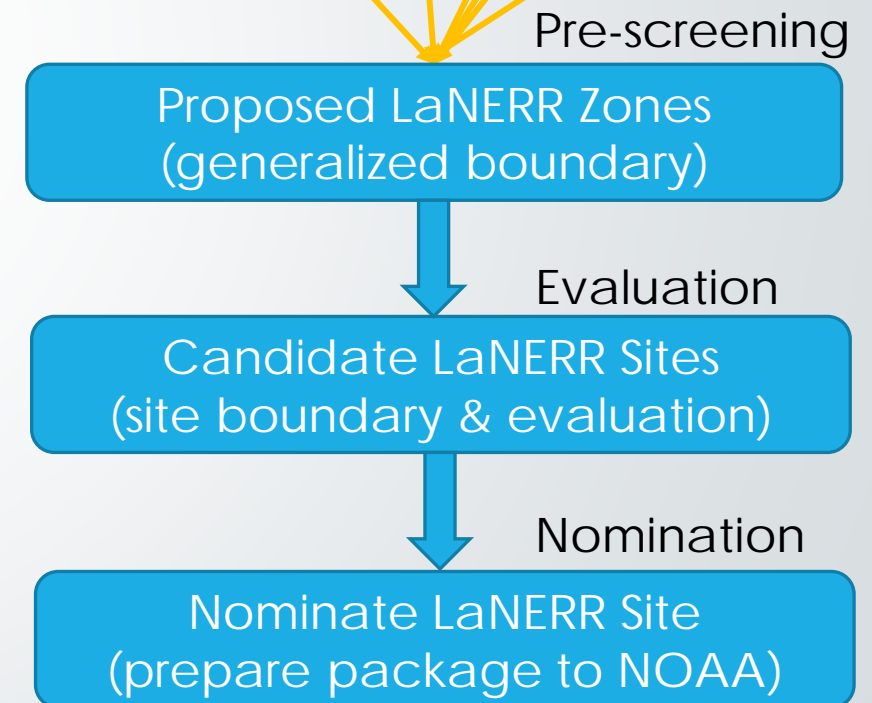 Pre-screening
Proposed LaNERR Zones
(generalized boundary)
Evaluation
Candidate LaNERR Sites
(site boundary & evaluation)
Nomination
Nominate LaNERR Site
(prepare package to NOAA)